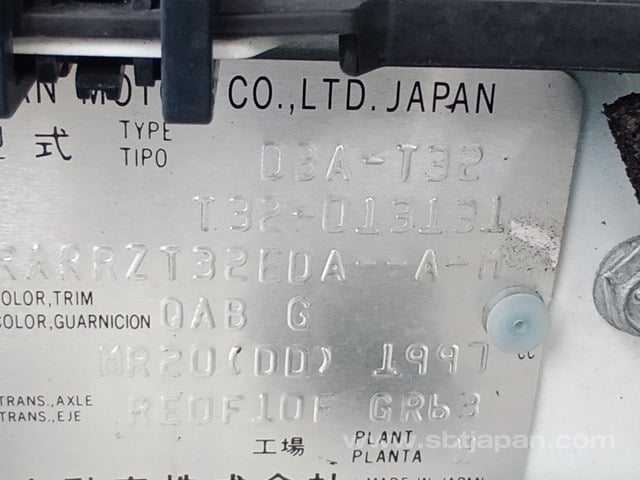 CO.,LTD. JAPAN
式 TYPE
TIPO DBA-T32
T32-013131
RARRZT32EDA--A-M
COLOR, TRIM
COLOR, GUARNICION QAB G
MR20(DD) 1997 cc
TRANS., AXLE
TRANS., EJE RE0F10F GR63
工場 PLANT
PLANTA
www.sbtjapan.com
MADE IN JAPAN